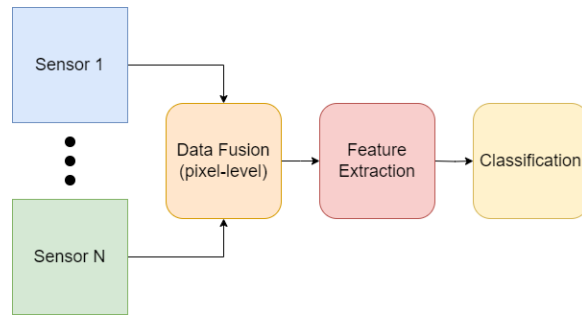 Sensor 1
Data Fusion
(pixel-level)
Feature
Extraction
Classification
Sensor N